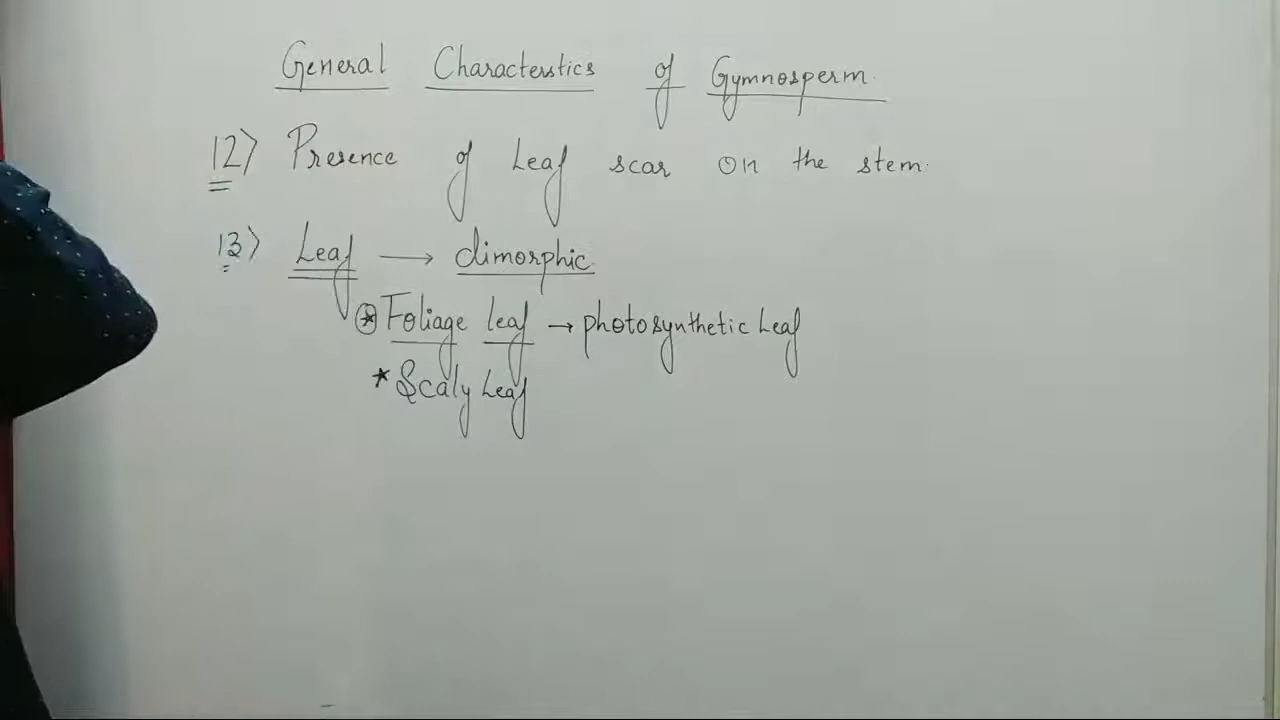 General Characterstics of Gymnosperm.
12) Presence of Leaf scar on the stem.
13) Leaf → dimorphic
⊛ Foliage leaf → photosynthetic Leaf
* Scaly Leaf